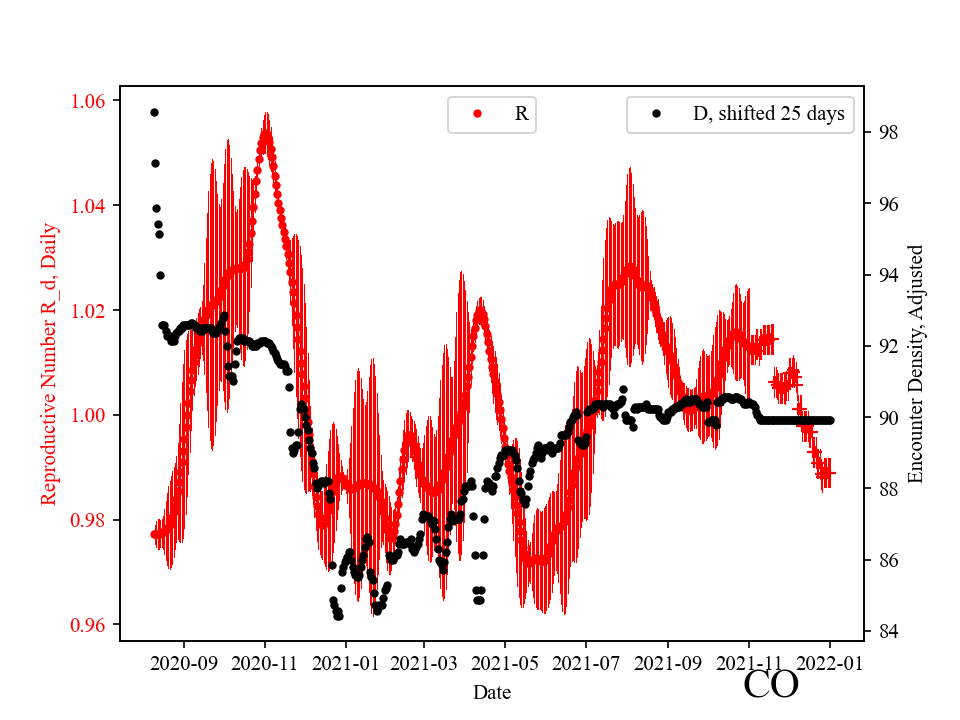 R
D, shifted 25 days
1.06
1.04
1.02
1.00
0.98
0.96
Reproductive Number R_d, Daily
98
96
94
92
90
88
86
84
Encounter Density, Adjusted
2020-09 2020-11 2021-01 2021-03 2021-05 2021-07 2021-09 2021-11 2022-01
Date
CO